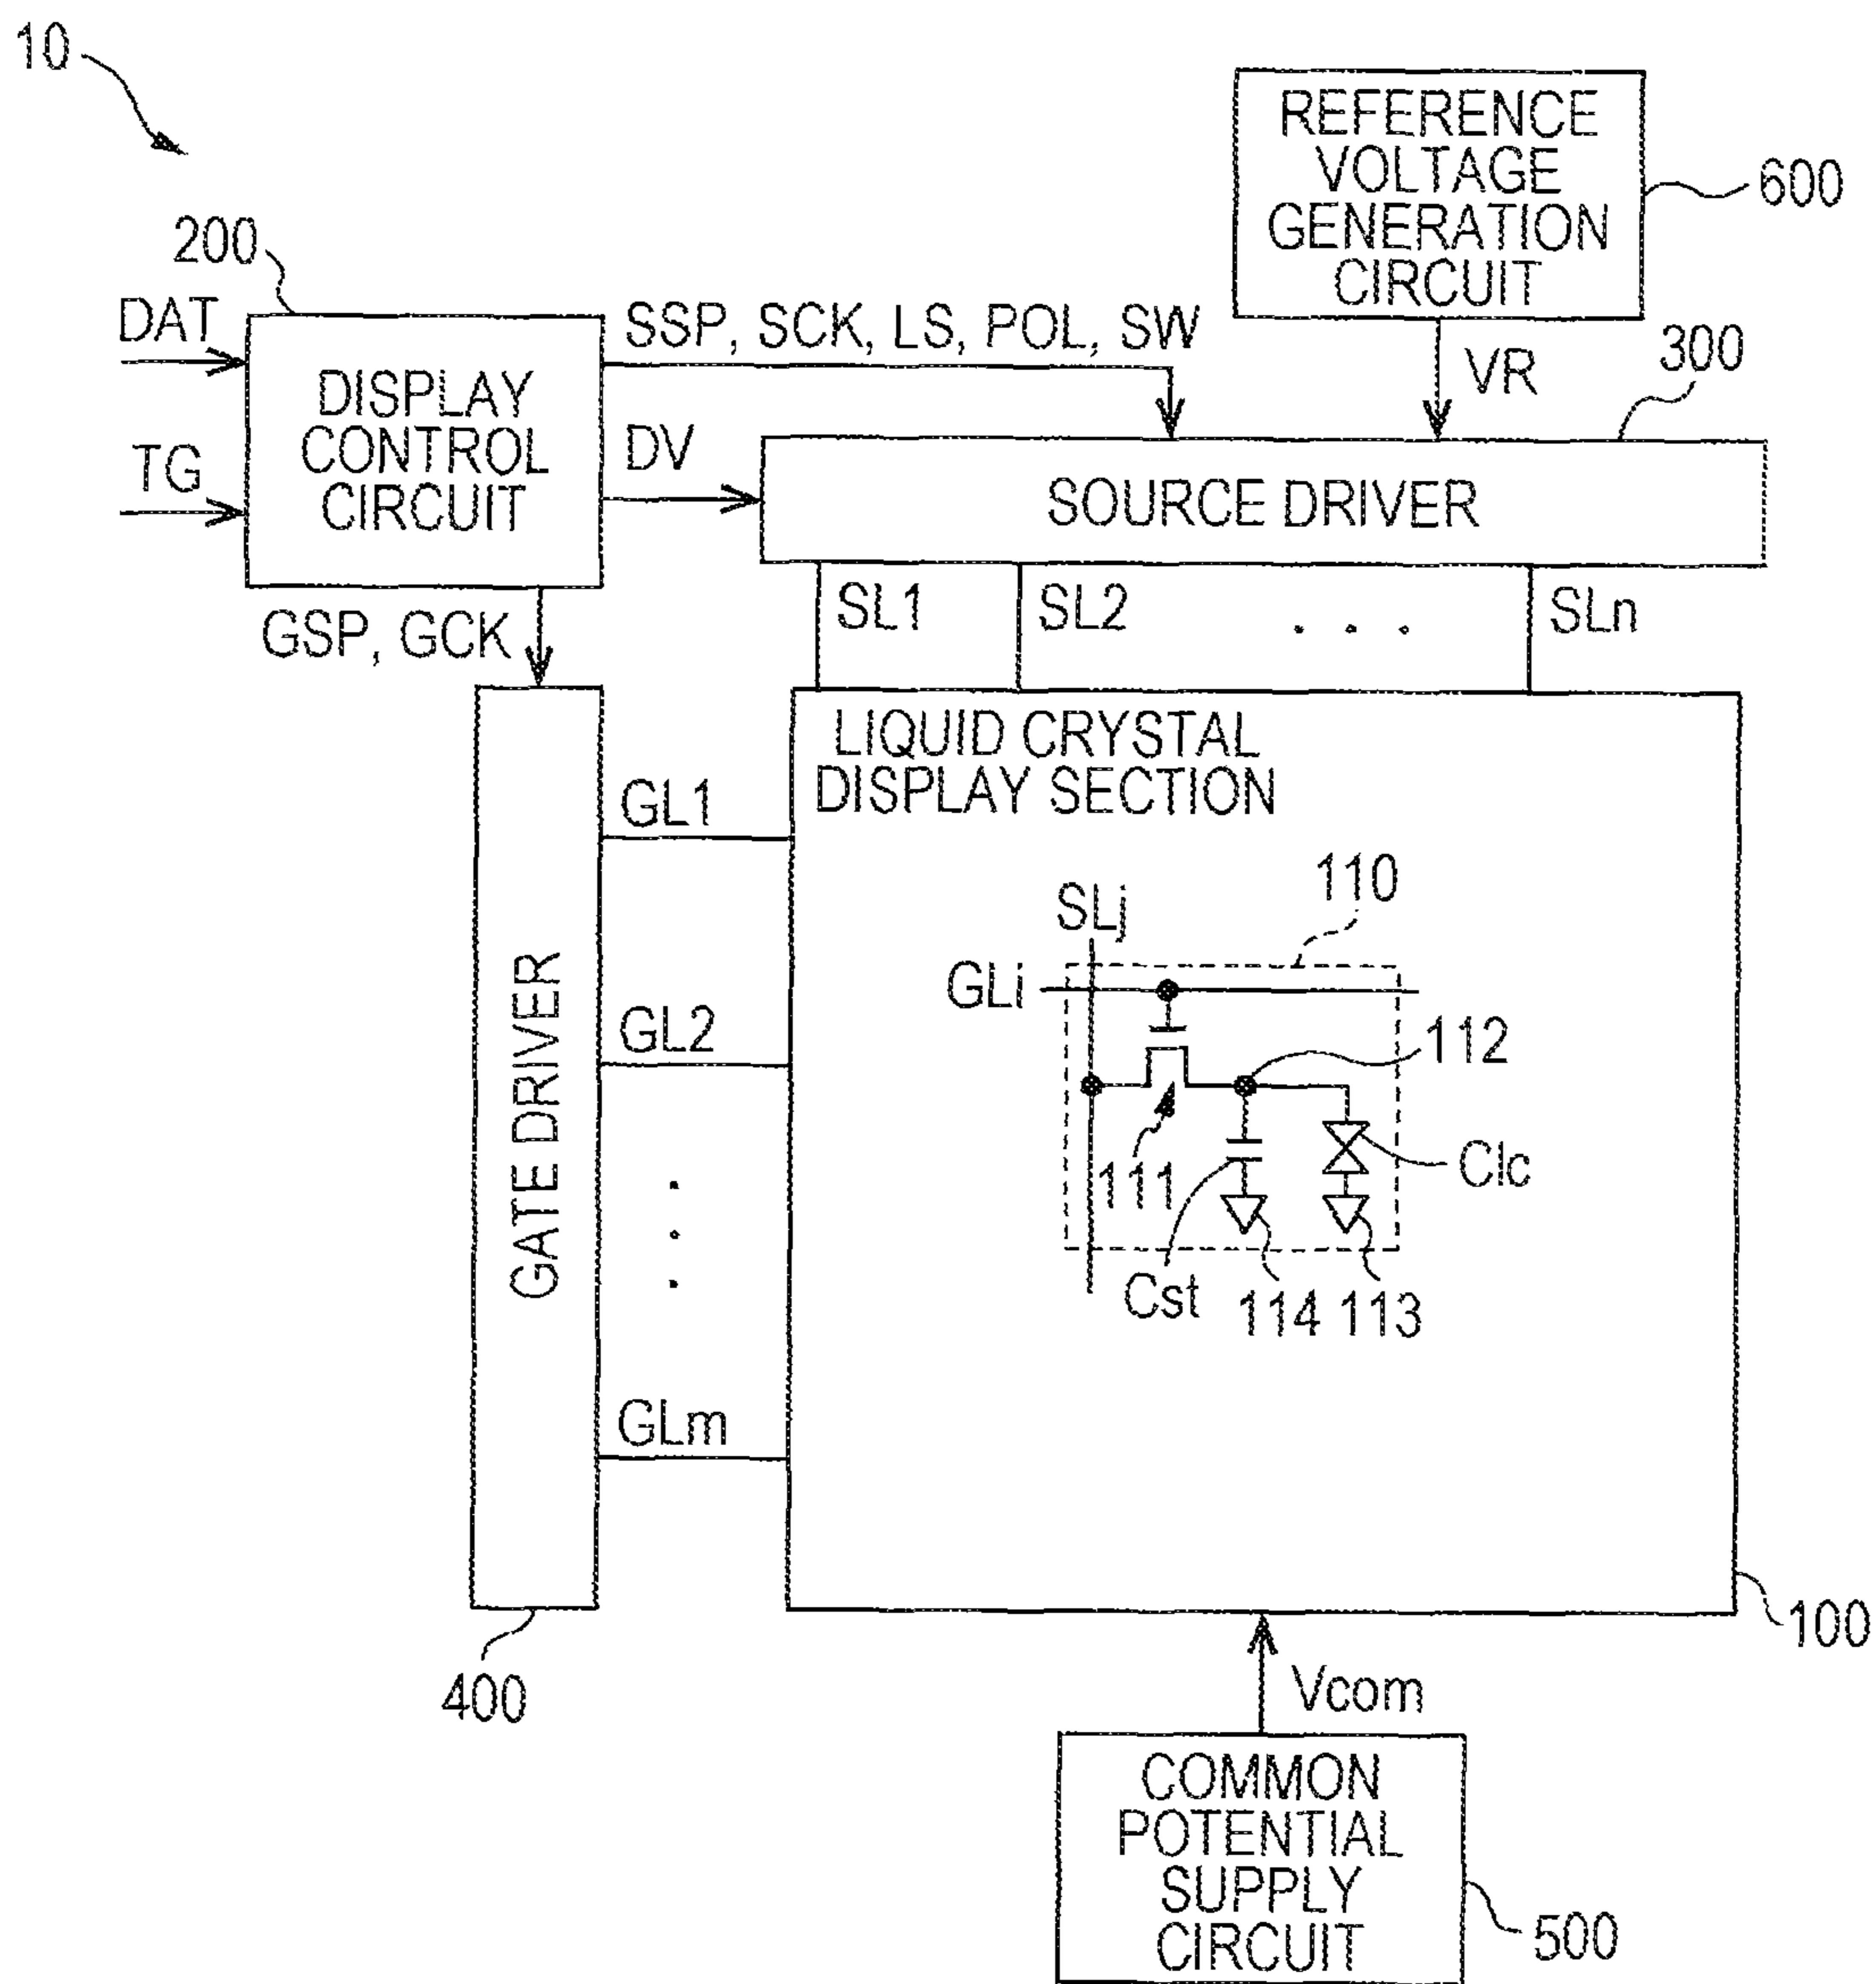 10
REFERENCE
VOLTAGE
GENERATION
CIRCUIT
600
200
DAT
TG
DISPLAY
CONTROL
CIRCUIT
SSP, SCK, LS, POL, SW
VR
300
DV
SOURCE DRIVER
GSP, GCK
SL1
SL2
. . .
SLn
LIQUID CRYSTAL
DISPLAY SECTION
GATE DRIVER
GL1
GL2
.
.
.
GLm
SLj
110
GLi
112
111
Clc
Cst
114
113
400
100
Vcom
COMMON
POTENTIAL
SUPPLY
CIRCUIT
500